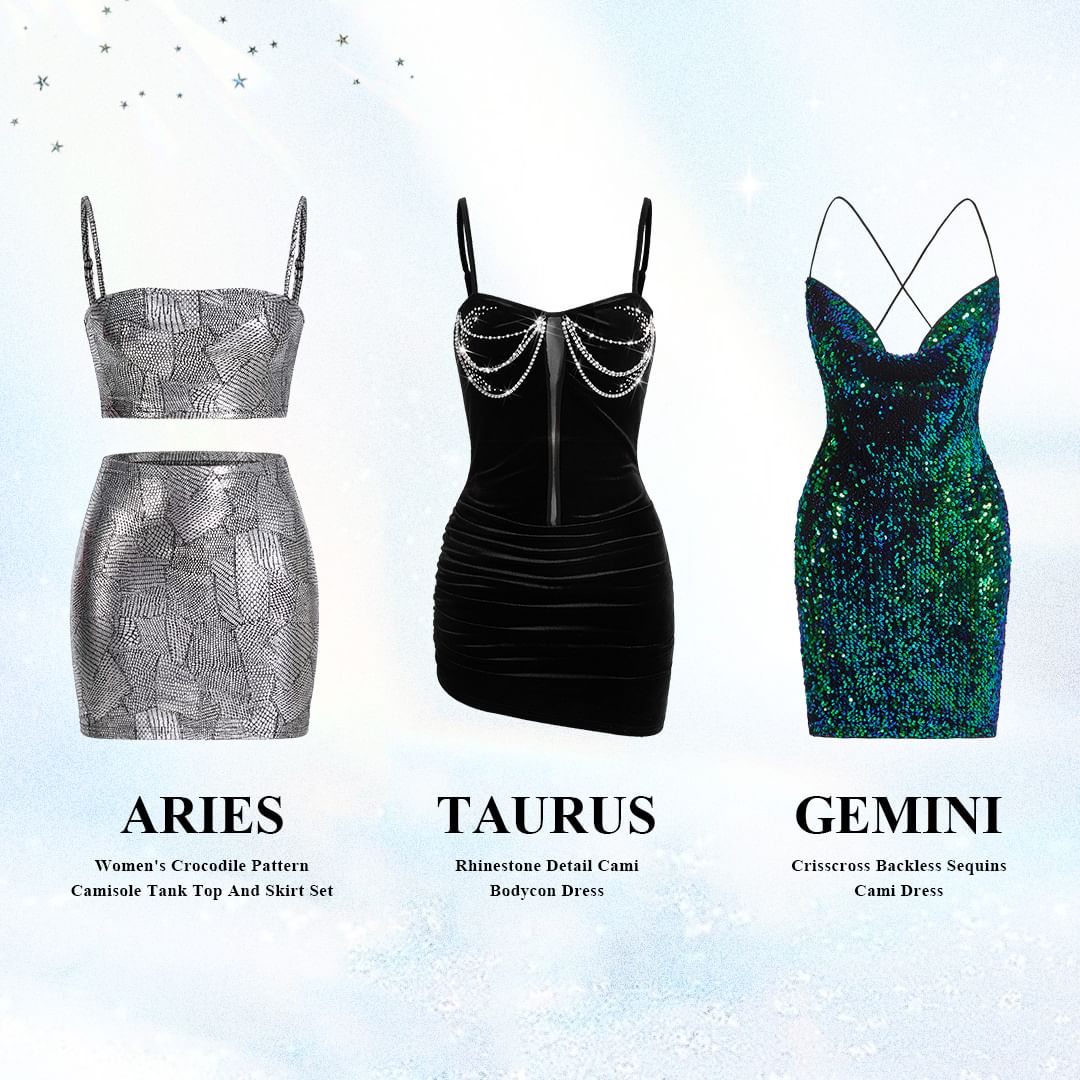 ARIES
Women's Crocodile Pattern
Camisole Tank Top And Skirt Set
TAURUS
Rhinestone Detail Cami
Bodycon Dress
GEMINI
Crisscross Backless Sequins
Cami Dress